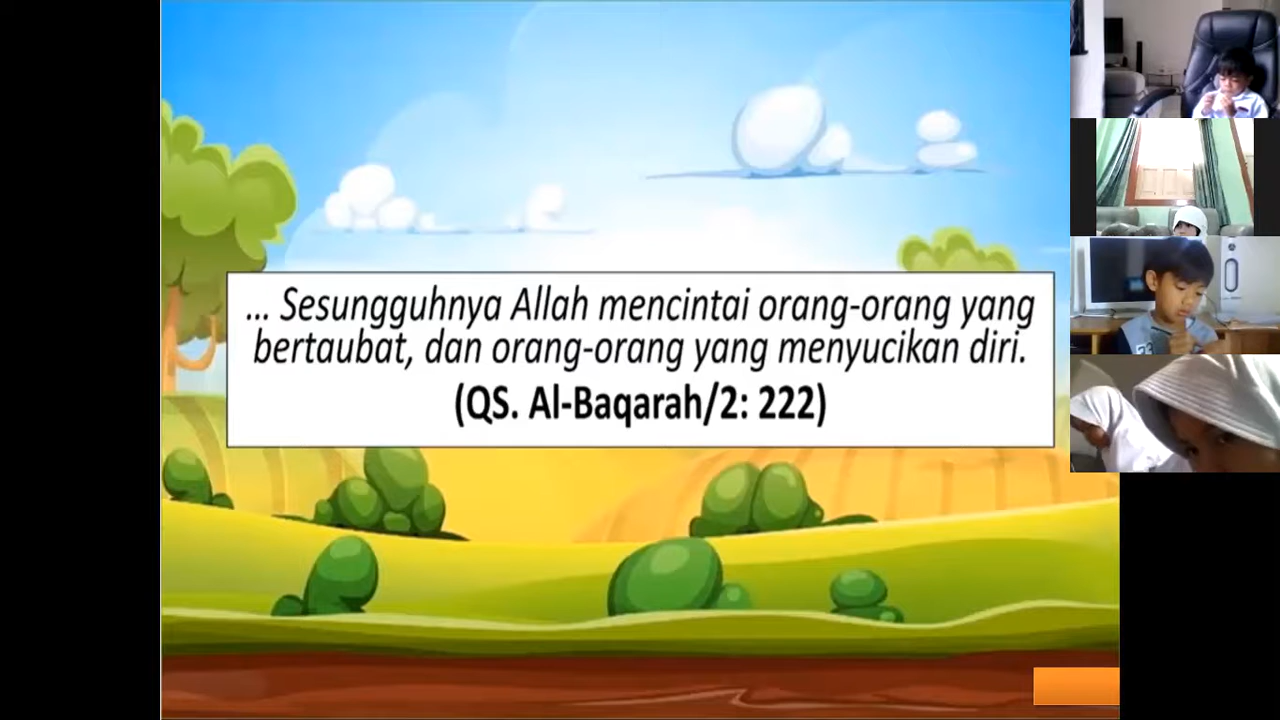 ... Sesungguhnya Allah mencintai orang-orang yang
bertaubat, dan orang-orang yang menyucikan diri.
(QS. Al-Baqarah/2: 222)